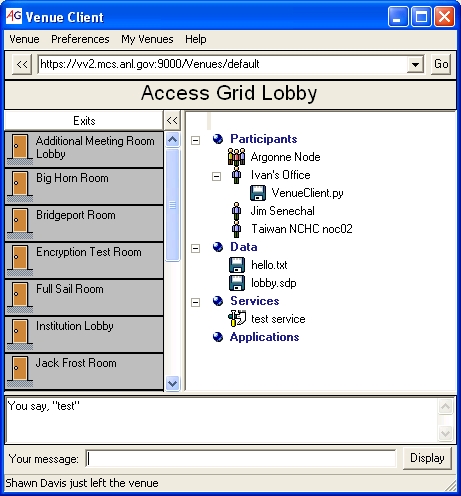 AG Venue Client
Venue Preferences My Venues Help
<< https://vv2.mcs.anl.gov:9000/Venues/default Go
Access Grid Lobby
Exits <<
Additional Meeting Room
Lobby
Big Horn Room
Bridgeport Room
Encryption Test Room
Full Sail Room
Institution Lobby
Jack Frost Room
Participants
Argonne Node
Ivan's Office
VenueClient.py
Jim Senechal
Taiwan NCHC noc02
Data
hello.txt
lobby.sdp
Services
test service
Applications
You say, "test"
Your message: Display
Shawn Davis just left the venue